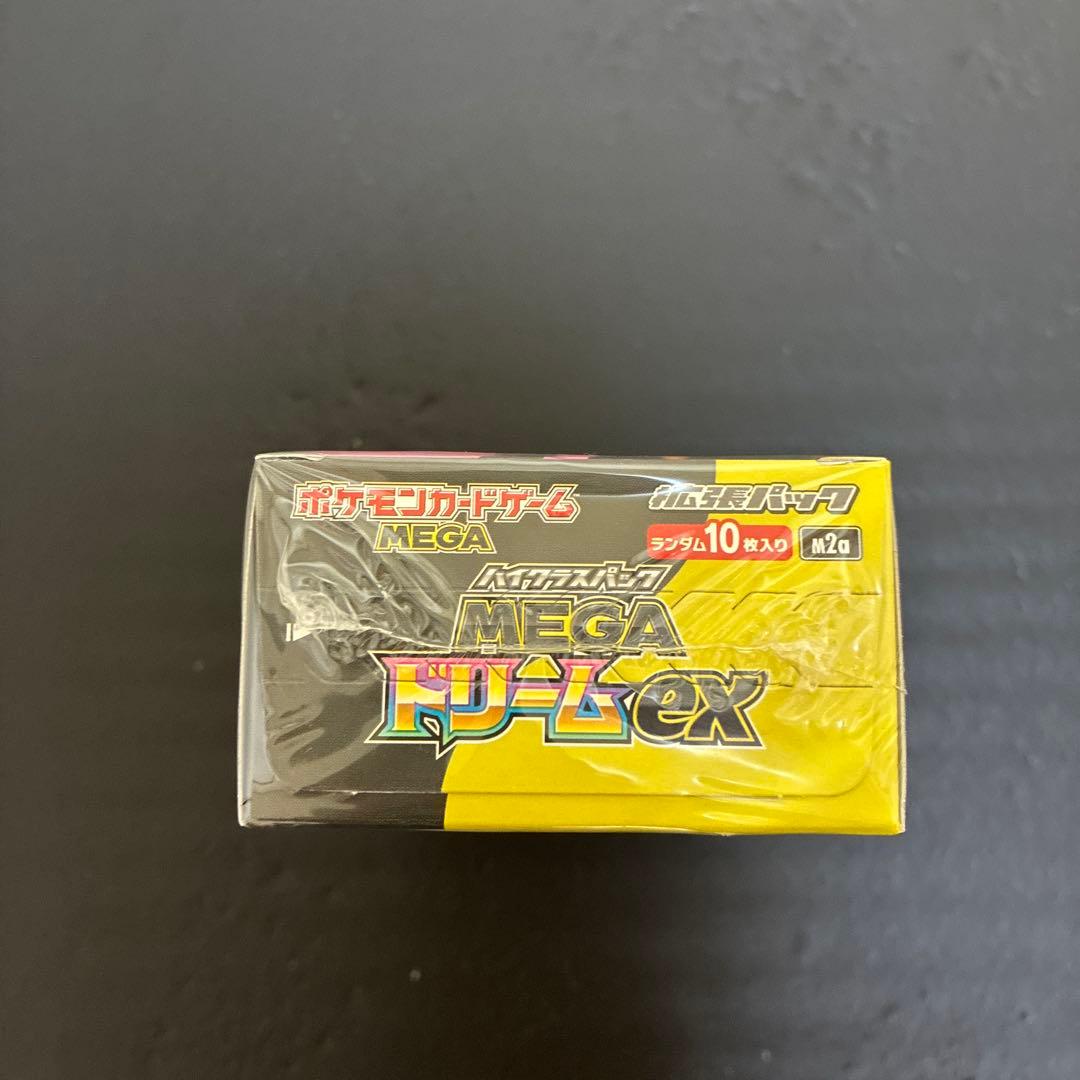 ポケモンカードゲーム
MEGA
拡張パック
ランダム10枚入り
M2a
ハイクラスパック
MEGA
ドリームex